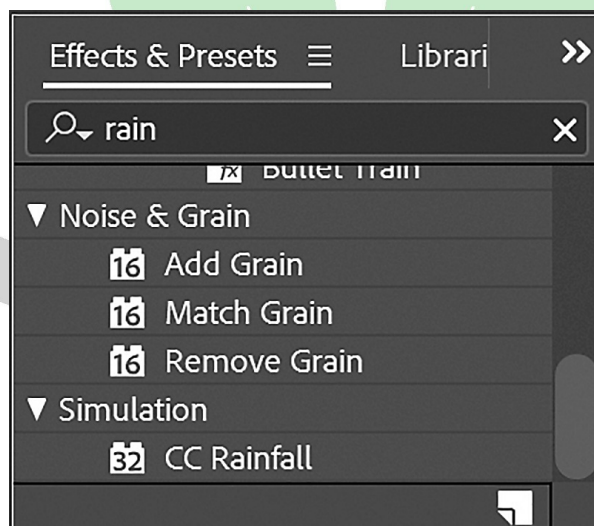 Effects & Presets Librari
rain
Bullet Train
Noise & Grain
16 Add Grain
16 Match Grain
16 Remove Grain
Simulation
32 CC Rainfall